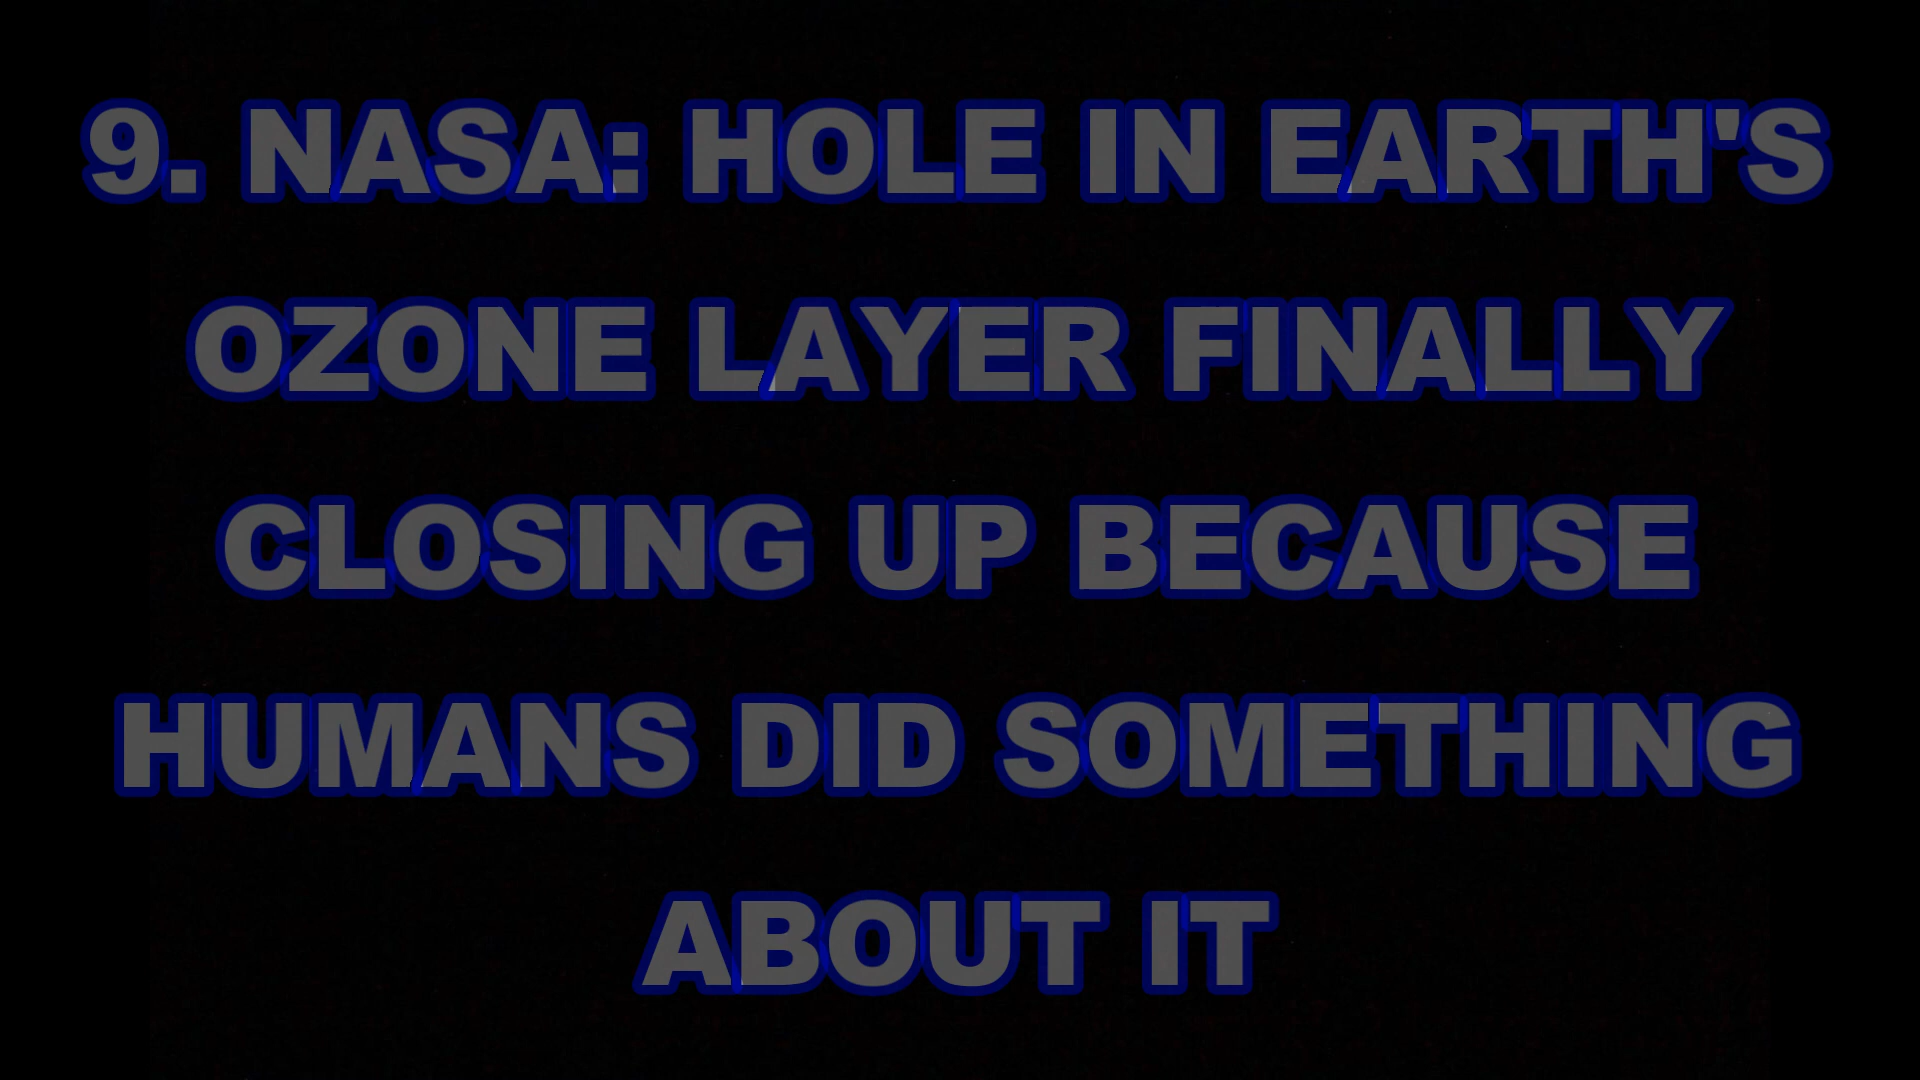 9. NASA: HOLE IN EARTH'S
OZONE LAYER FINALLY
CLOSING UP BECAUSE
HUMANS DID SOMETHING
ABOUT IT